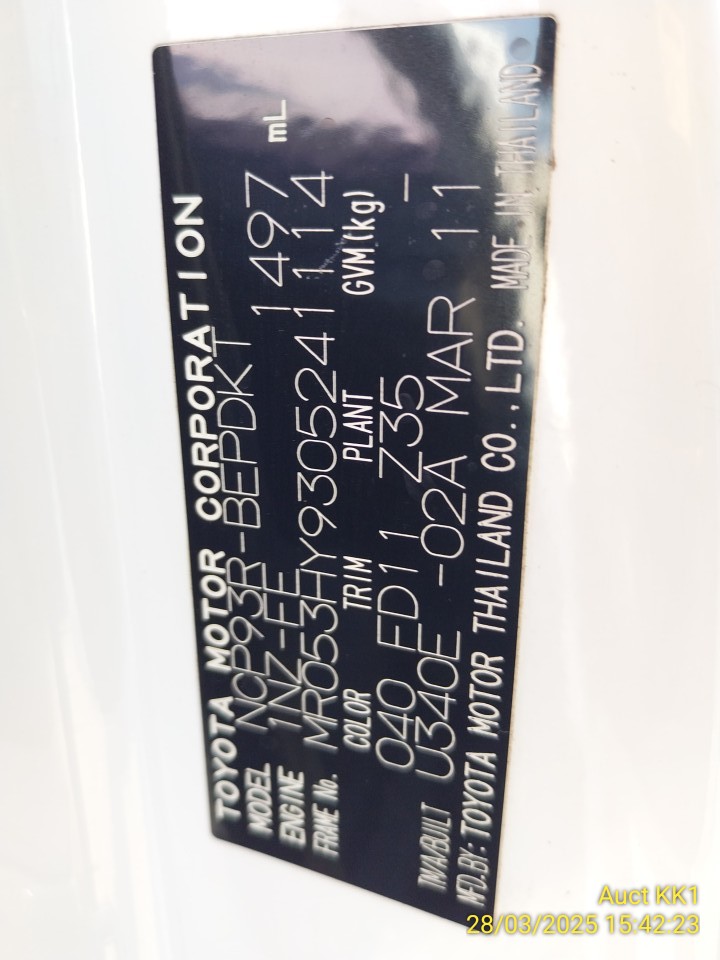 TOYOTA MOTOR CORPORATION
MODEL NCP93R-BEPDKT
ENGINE 1NZ-FE 1497 mL
FRAME No. MR053HY9305241114
COLOR TRIM PLANT GVM(kg)
040 FD11 Z35 -
T/M/A/BUILT U340E -02A MAR 11
MFD.BY: TOYOTA MOTOR THAILAND CO., LTD. MADE IN THAILAND
Auct KK1
28/03/2025 15:42:23